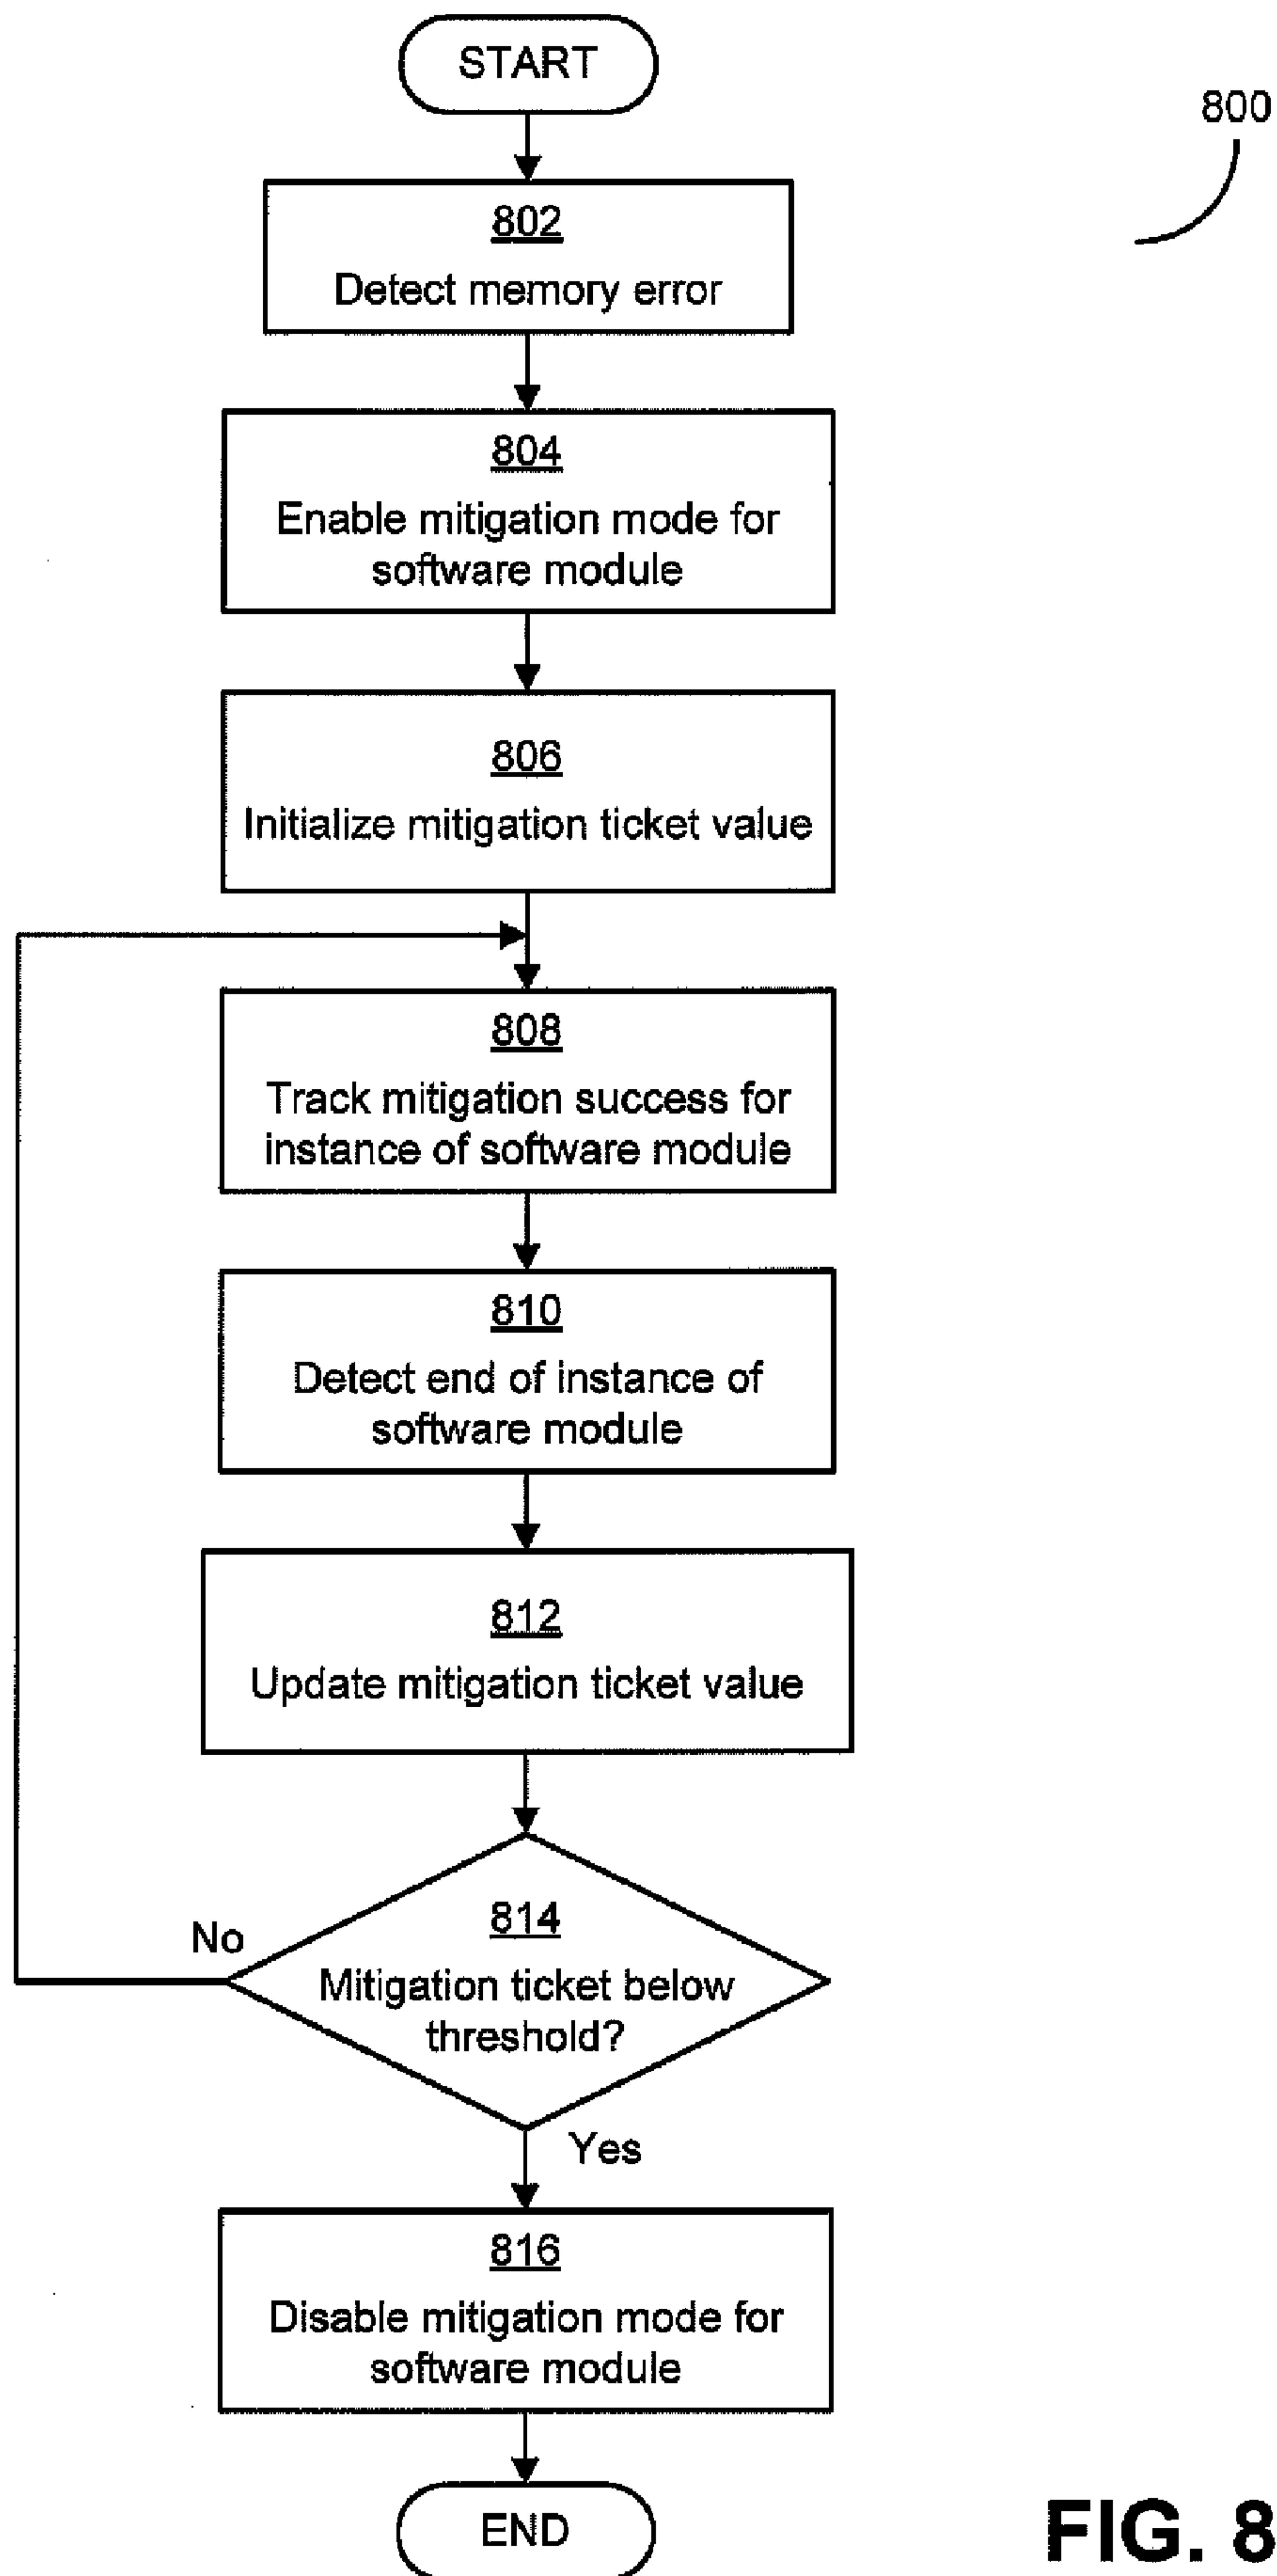 START
800
802
Detect memory error
804
Enable mitigation mode for
software module
806
Initialize mitigation ticket value
808
Track mitigation success for
instance of software module
810
Detect end of instance of
software module
812
Update mitigation ticket value
No
814
Mitigation ticket below
threshold?
Yes
816
Disable mitigation mode for
software module
END
FIG. 8